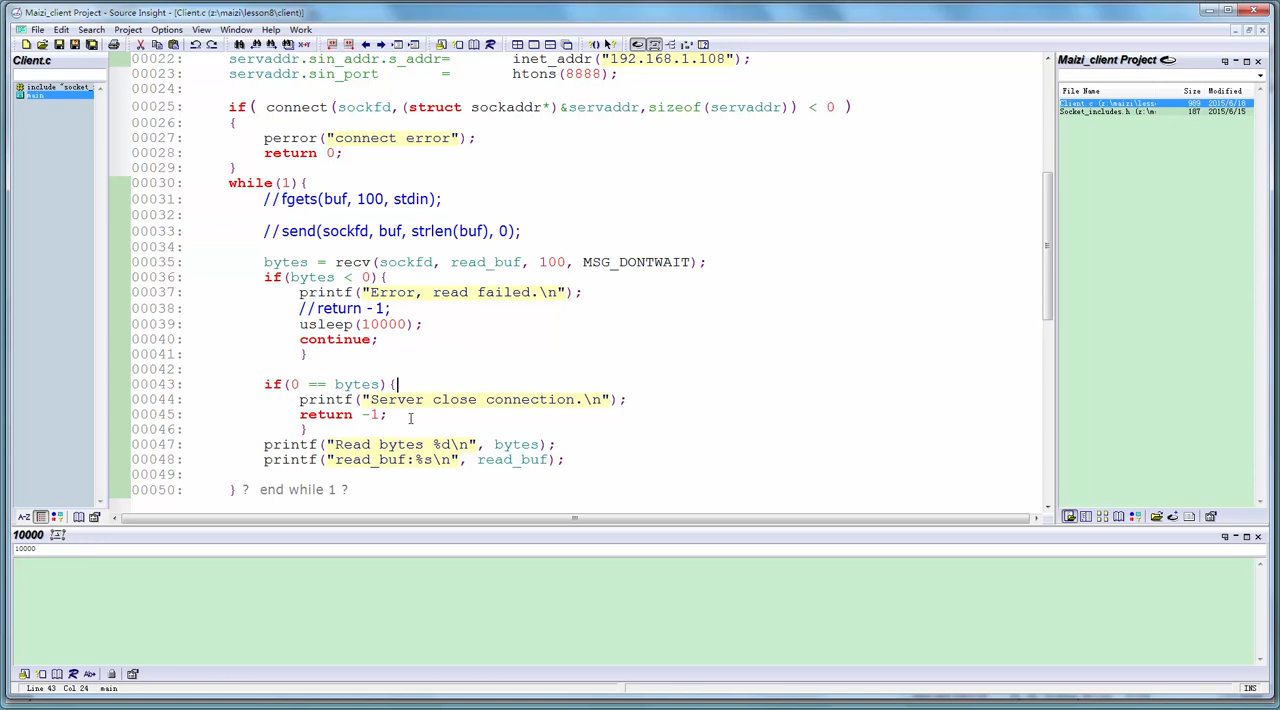 Maizi_client Project - Source Insight - [Client.c (z:\maizi\lesson8\client)]
File Edit Search Project Options View Window Help Work
Client.c
include "socket_
main
00022: servaddr.sin_addr.s_addr= inet_addr("192.168.1.108");
00023: servaddr.sin_port = htons(8888);
00024:
00025: if( connect(sockfd,(struct sockaddr*)&servaddr,sizeof(servaddr)) < 0 )
00026: {
00027: perror("connect error");
00028: return 0;
00029: }
00030: while(1){
00031: //fgets(buf, 100, stdin);
00032:
00033: //send(sockfd, buf, strlen(buf), 0);
00034:
00035: bytes = recv(sockfd, read_buf, 100, MSG_DONTWAIT);
00036: if(bytes < 0){
00037: printf("Error, read failed.\n");
00038: //return -1;
00039: usleep(10000);
00040: continue;
00041: }
00042:
00043: if(0 == bytes){
00044: printf("Server close connection.\n");
00045: return -1;
00046: }
00047: printf("Read bytes %d\n", bytes);
00048: printf("read_buf:%s\n", read_buf);
00049:
00050: } ? end while 1 ?
Maizi_client Project
File Name Size Modified
Client.c (z:\maizi\less 989 2015/6/18
Socket_includes.h (z:\m 187 2015/6/15
A-Z
10000
10000
Line 43 Col 24 main
INS